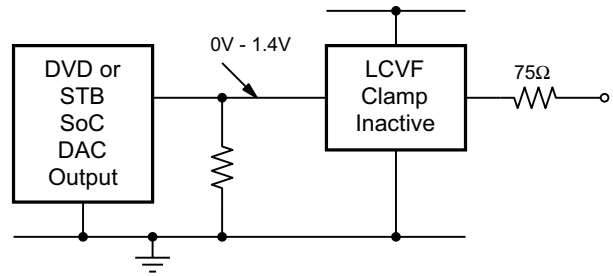 DVD or
STB
SoC
DAC
Output
0V - 1.4V
LCVF
Clamp
Inactive
75Ω